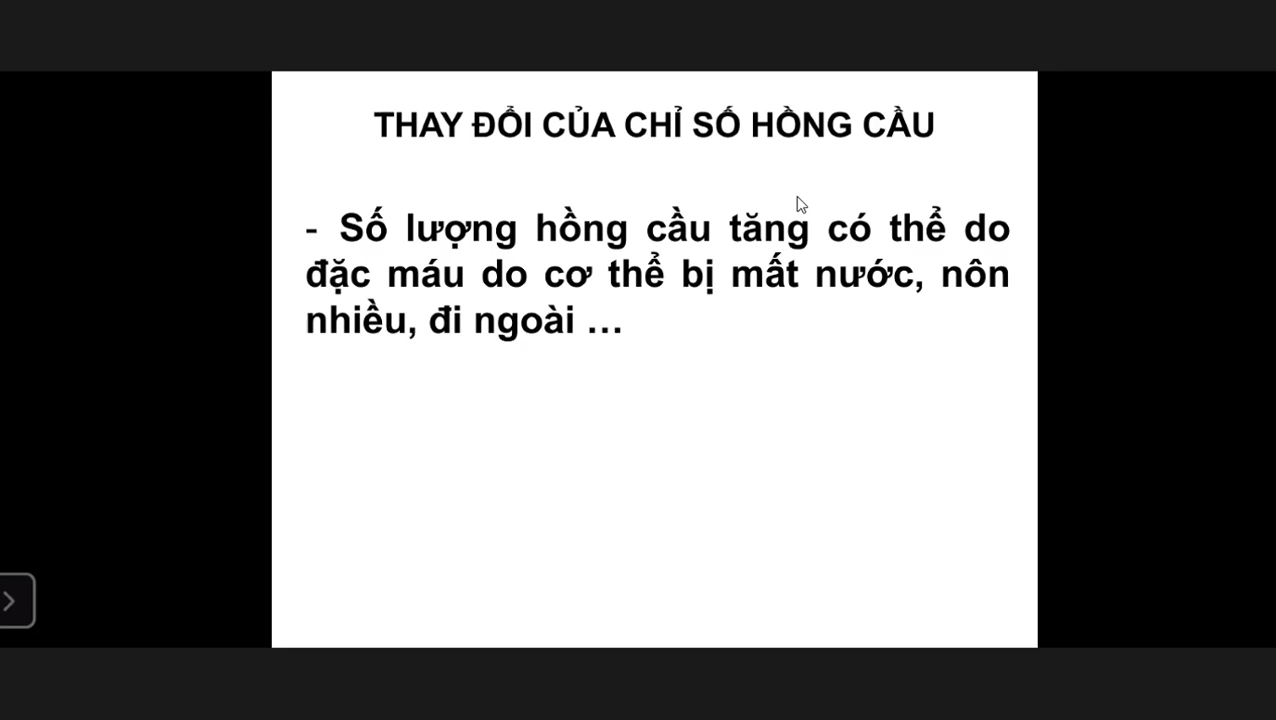 THAY ĐỔI CỦA CHỈ SỐ HỒNG CẦU
- Số lượng hồng cầu tăng có thể do
đặc máu do cơ thể bị mất nước, nôn
nhiều, đi ngoài ...